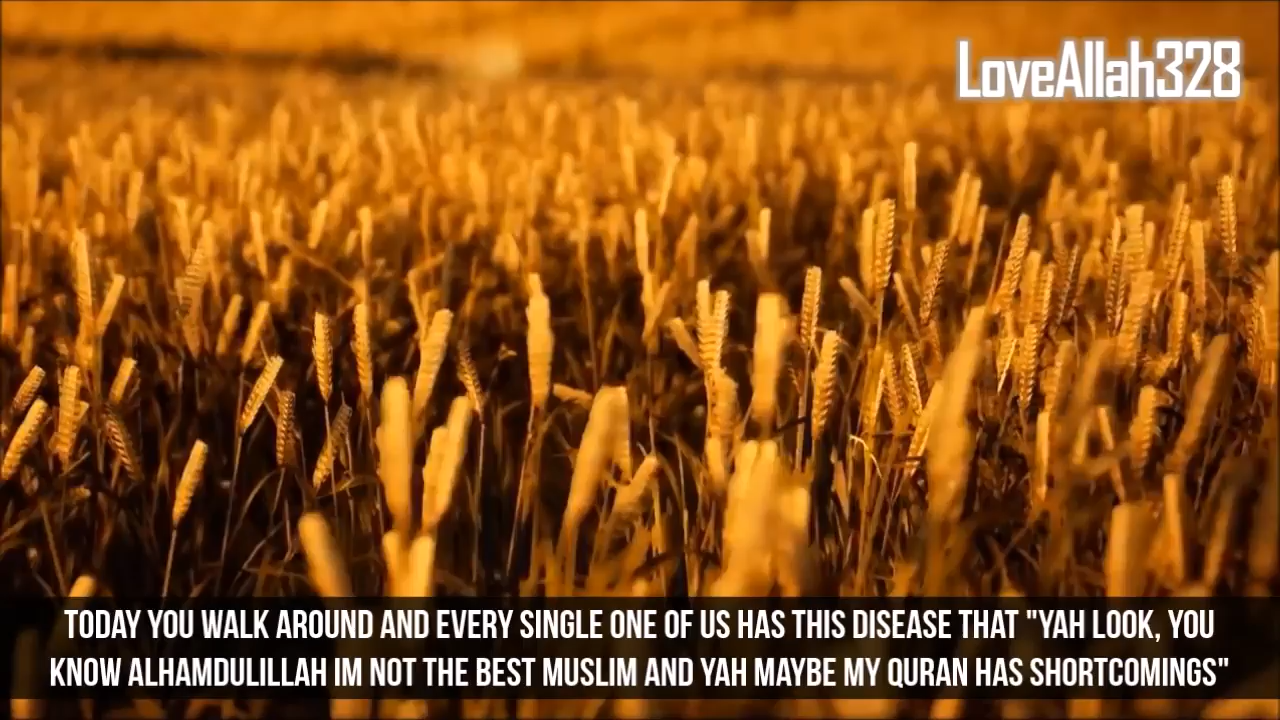 LoveAllah328
TODAY YOU WALK AROUND AND EVERY SINGLE ONE OF US HAS THIS DISEASE THAT "YAH LOOK, YOU
KNOW ALHAMDULILLAH IM NOT THE BEST MUSLIM AND YAH MAYBE MY QURAN HAS SHORTCOMINGS"